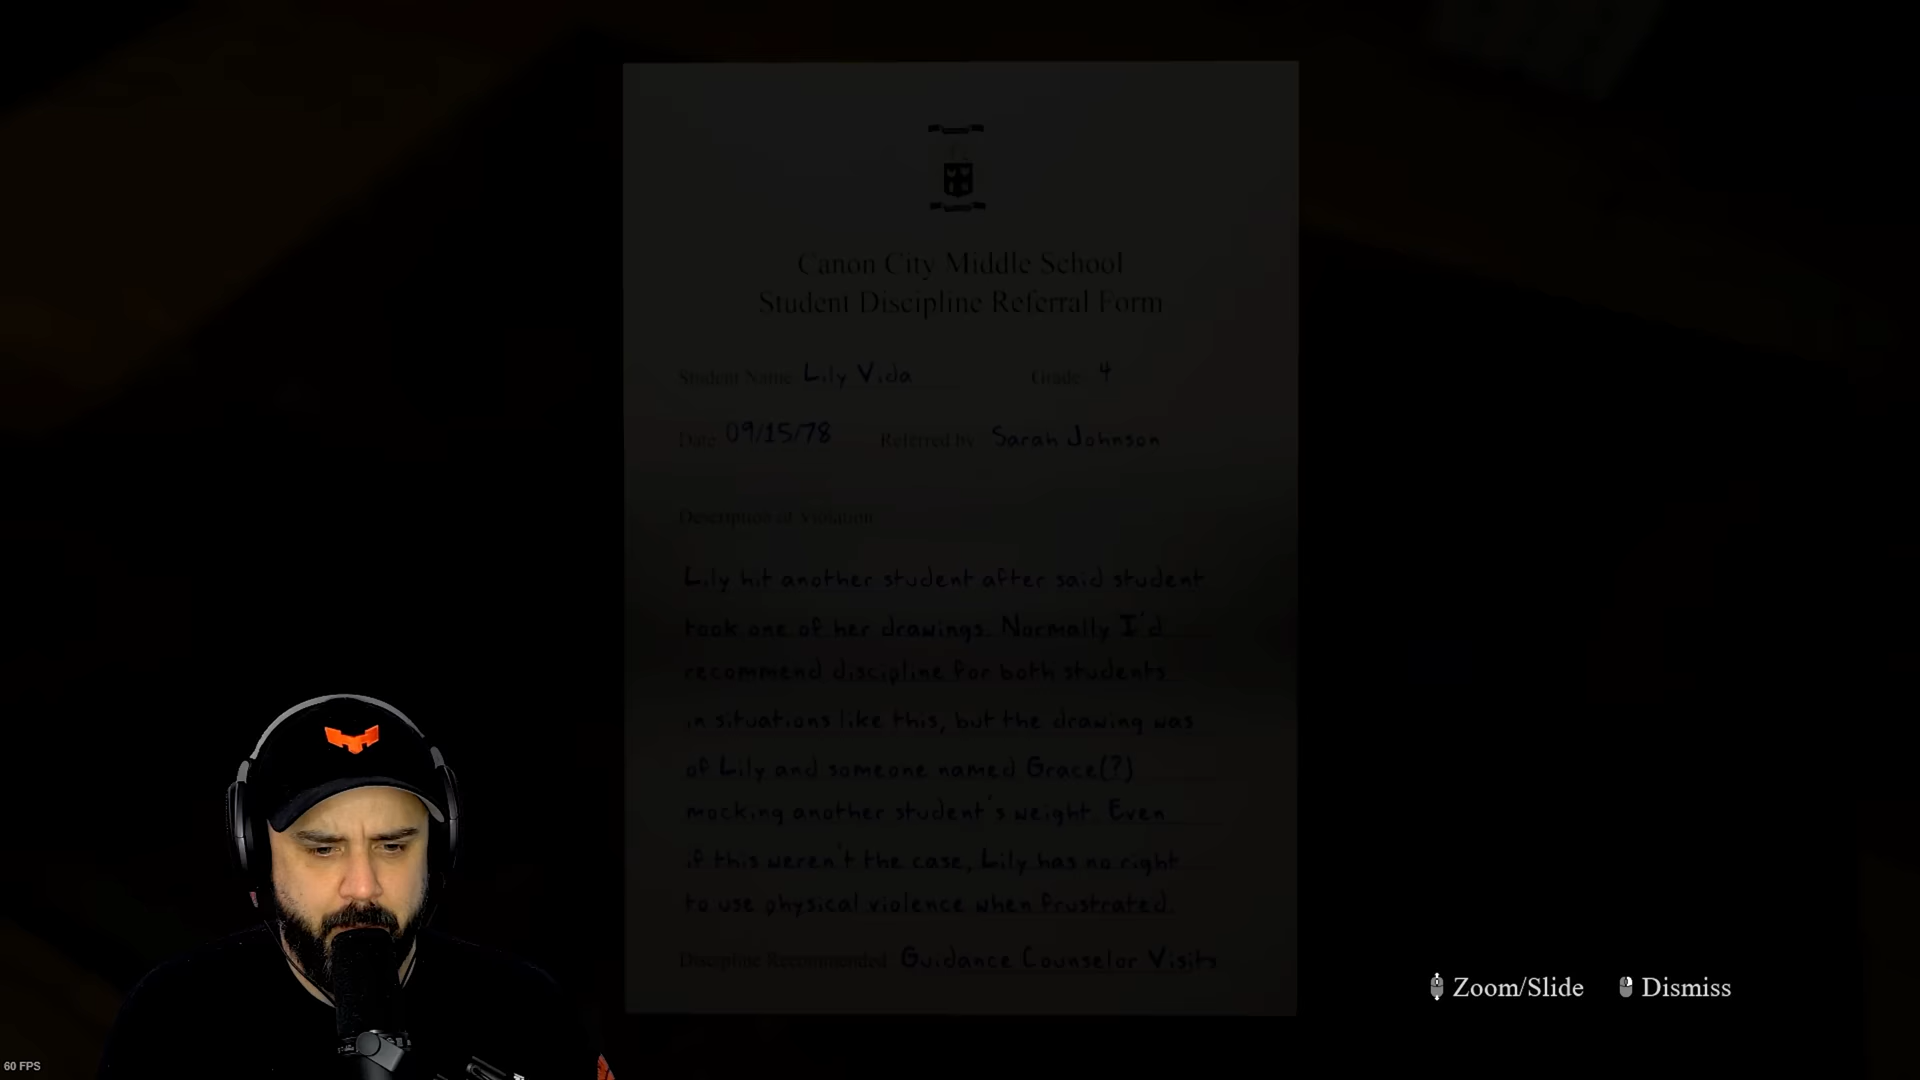 Canon City Middle School
Student Discipline Referral Form
Student Name: Lily Vida Grade: 4
Date: 09/15/78 Referred by: Sarah Johnson
Description of Violation
Lily hit another student after said student
took one of her drawings. Normally I'd
recommend discipline for both students
in situations like this, but the drawing was
of Lily and someone named Grace(?)
mocking another student's weight. Even
if this weren't the case, Lily has no right
to use physical violence when frustrated.
Discipline Recommended: Guidance Counselor Visits
Zoom/Slide Dismiss
60 FPS